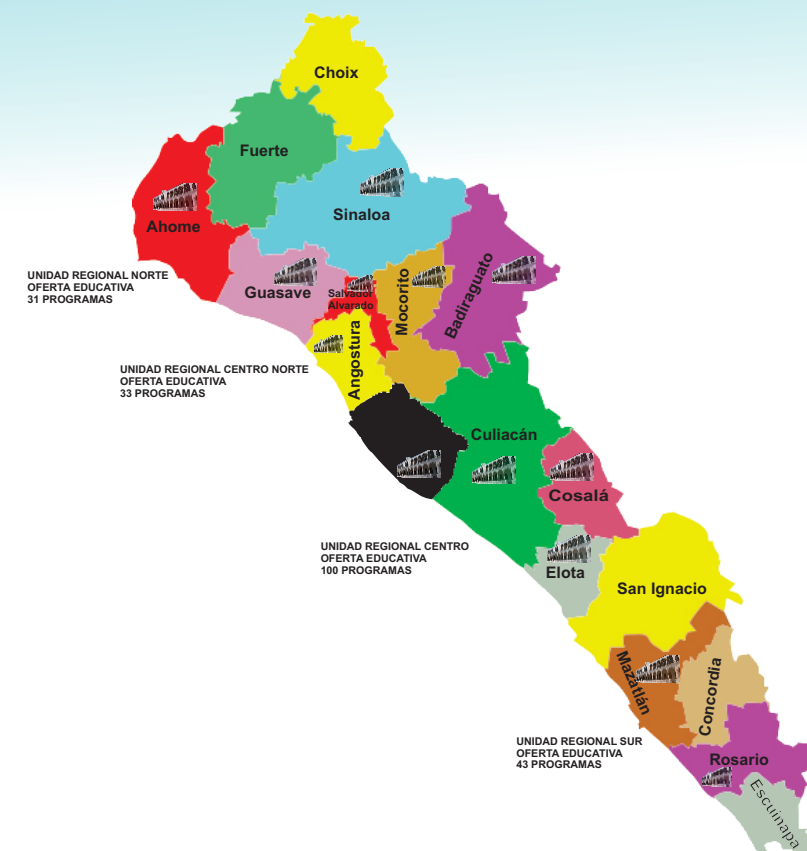 Choix
Fuerte
Sinaloa
Ahome
UNIDAD REGIONAL NORTE
OFERTA EDUCATIVA
31 PROGRAMAS
Guasave
Salvador
Alvarado
Mocorito
Badiraguato
Angostura
UNIDAD REGIONAL CENTRO NORTE
OFERTA EDUCATIVA
33 PROGRAMAS
Culiacán
Cosalá
UNIDAD REGIONAL CENTRO
OFERTA EDUCATIVA
100 PROGRAMAS
Elota
San Ignacio
Mazatlán
Concordia
UNIDAD REGIONAL SUR
OFERTA EDUCATIVA
43 PROGRAMAS
Rosario
Escuinapa